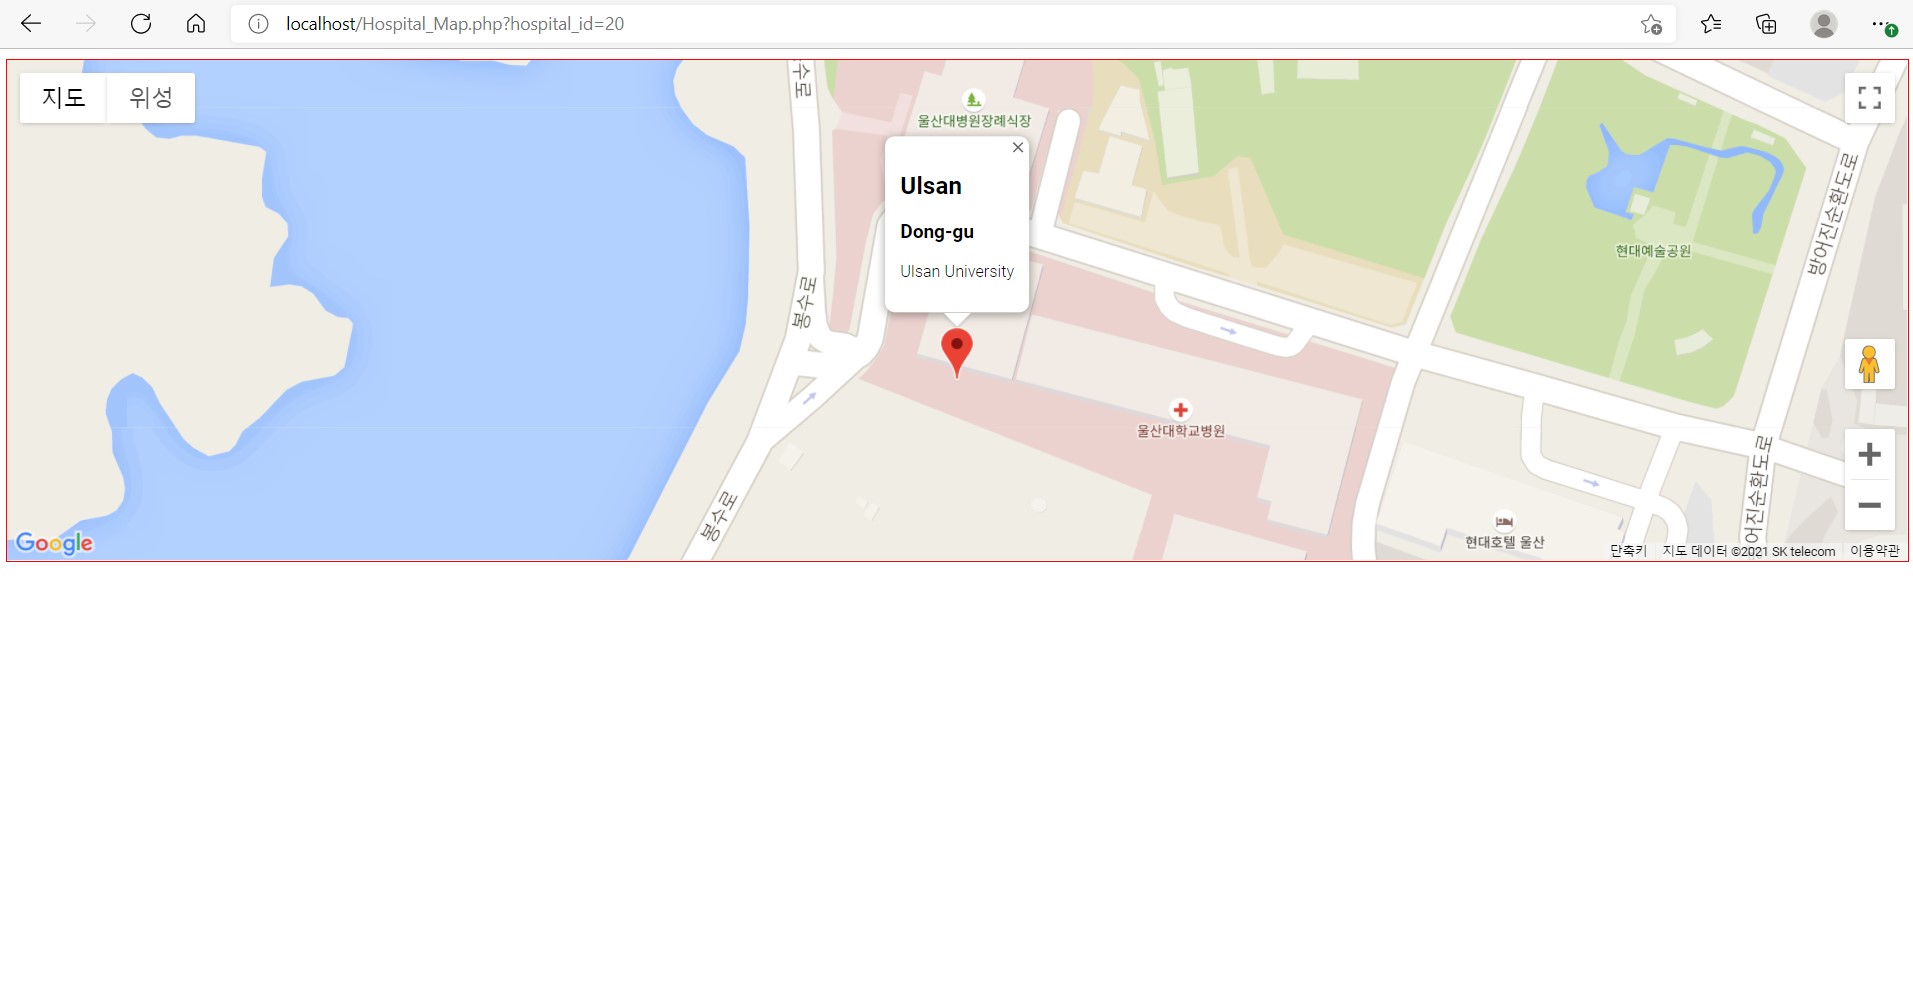 localhost/Hospital_Map.php?hospital_id=20
지도 위성
봉수로
울산대병원장례식장
Ulsan
Dong-gu
Ulsan University
방어진순환도로
현대예술공원
봉수로
울산대학교병원
봉수로
어진순환도로
현대호텔 울산
Google
단축키 지도 데이터 ©2021 SK telecom 이용약관